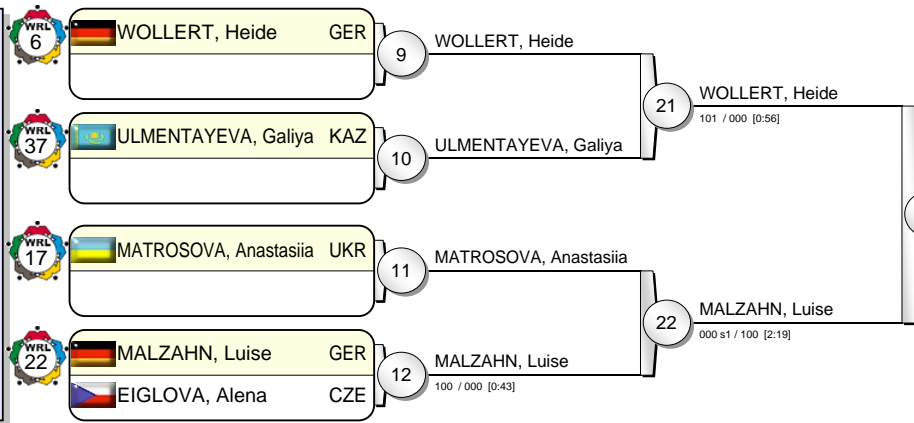 WRL
6
WOLLERT, Heide GER
9
WOLLERT, Heide
WRL
37
ULMENTAYEVA, Galiya KAZ
10
ULMENTAYEVA, Galiya
21
WOLLERT, Heide
101 / 000 [0:56]
WRL
17
MATROSOVA, Anastasiia UKR
11
MATROSOVA, Anastasiia
WRL
22
MALZAHN, Luise GER
EIGLOVA, Alena CZE
12
MALZAHN, Luise
100 / 000 [0:43]
22
MALZAHN, Luise
000 s1 / 100 [2:19]